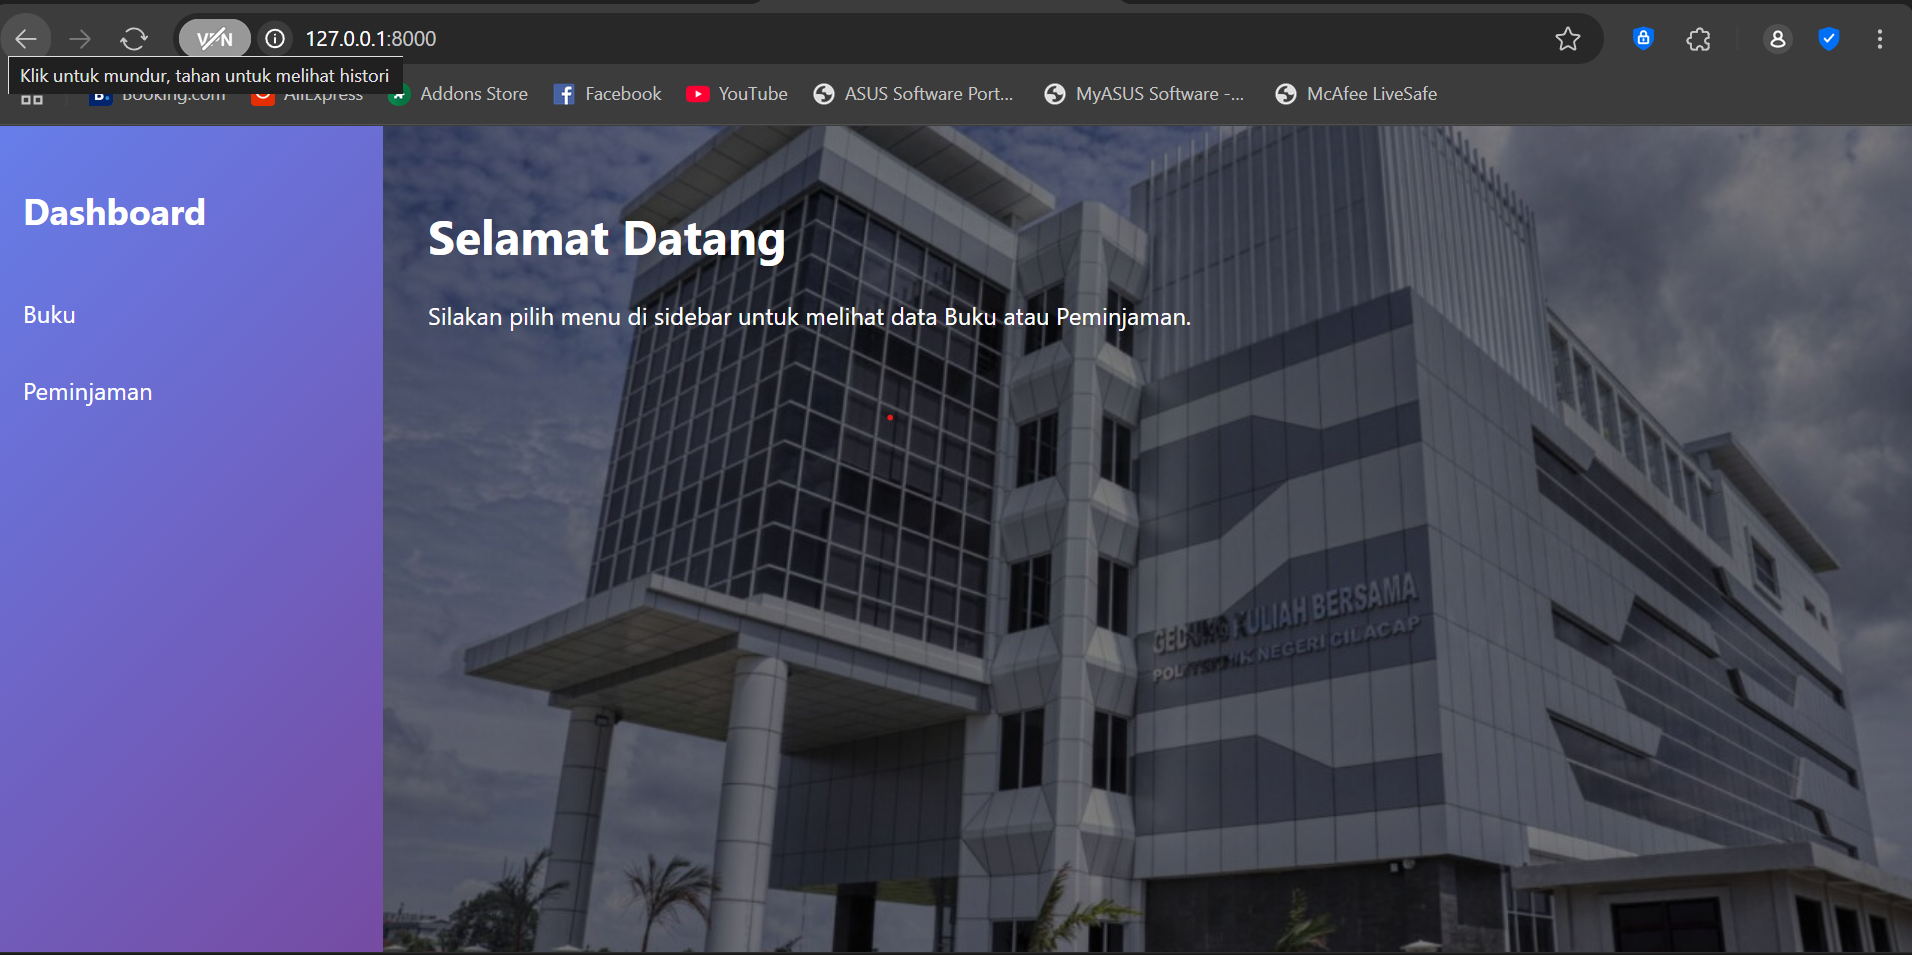 VPN
127.0.0.1:8000
Klik untuk mundur, tahan untuk melihat histori
Booking.com
AliExpress
Addons Store
Facebook
YouTube
ASUS Software Port...
MyASUS Software -...
McAfee LiveSafe
Dashboard
Buku
Peminjaman
Selamat Datang
Silakan pilih menu di sidebar untuk melihat data Buku atau Peminjaman.
GEDUNG KULIAH BERSAMA
POLITEKNIK NEGERI CILACAP